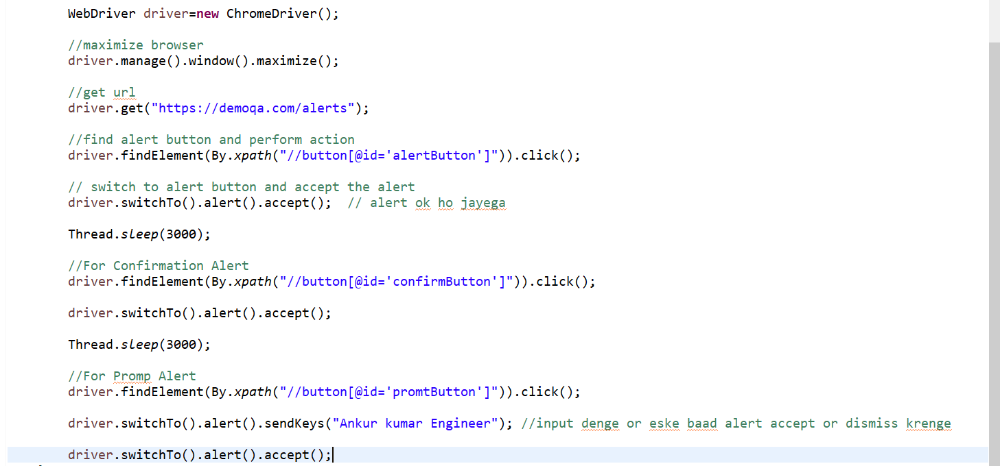 WebDriver driver=new ChromeDriver();
//maximize browser
driver.manage().window().maximize();
//get url
driver.get("https://demoqa.com/alerts");
//find alert button and perform action
driver.findElement(By.xpath("//button[@id='alertButton']")).click();
// switch to alert button and accept the alert
driver.switchTo().alert().accept();  // alert ok ho jayega
Thread.sleep(3000);
//For Confirmation Alert
driver.findElement(By.xpath("//button[@id='confirmButton']")).click();
driver.switchTo().alert().accept();
Thread.sleep(3000);
//For Promp Alert
driver.findElement(By.xpath("//button[@id='promtButton']")).click();
driver.switchTo().alert().sendKeys("Ankur kumar Engineer"); //input denge or eske baad alert accept or dismiss krenge
driver.switchTo().alert().accept();